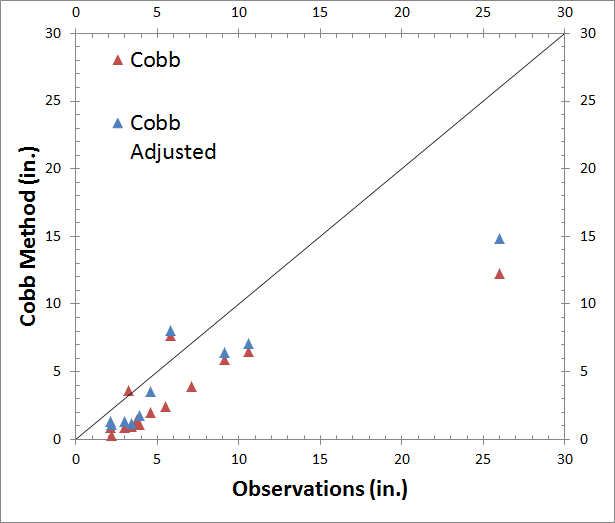 0 5 10 15 20 25 30
30 30
Cobb
25 25
Cobb
Adjusted
20 20
15 15
10 10
5 5
0 0
Cobb Method (in.)
0 5 10 15 20 25 30
Observations (in.)